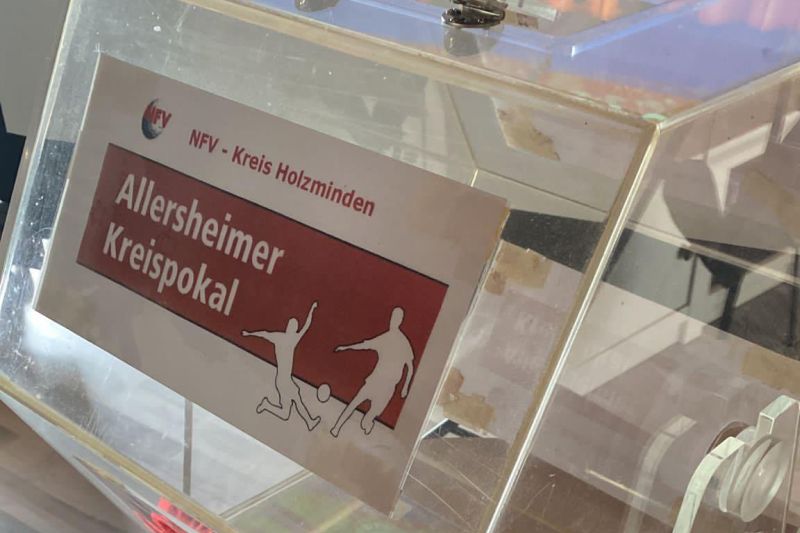 NFV
NFV - Kreis Holzminden
Allersheimer
Kreispokal